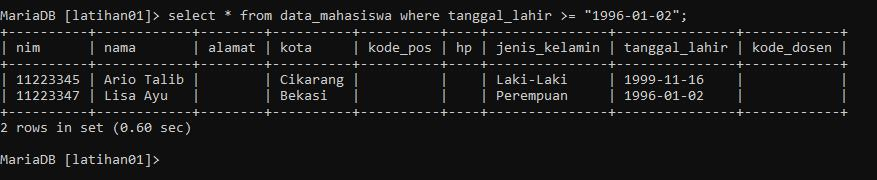 MariaDB [latihan01]> select * from data_mahasiswa where tanggal_lahir >= "1996-01-02";
+----------+------------+--------+----------+----------+----+---------------+---------------+------------+
| nim      | nama       | alamat | kota     | kode_pos | hp | jenis_kelamin | tanggal_lahir | kode_dosen |
+----------+------------+--------+----------+----------+----+---------------+---------------+------------+
| 11223345 | Ario Talib |        | Cikarang |          |    | Laki-Laki     | 1999-11-16    |            |
| 11223347 | Lisa Ayu   |        | Bekasi   |          |    | Perempuan     | 1996-01-02    |            |
+----------+------------+--------+----------+----------+----+---------------+---------------+------------+
2 rows in set (0.60 sec)
MariaDB [latihan01]>